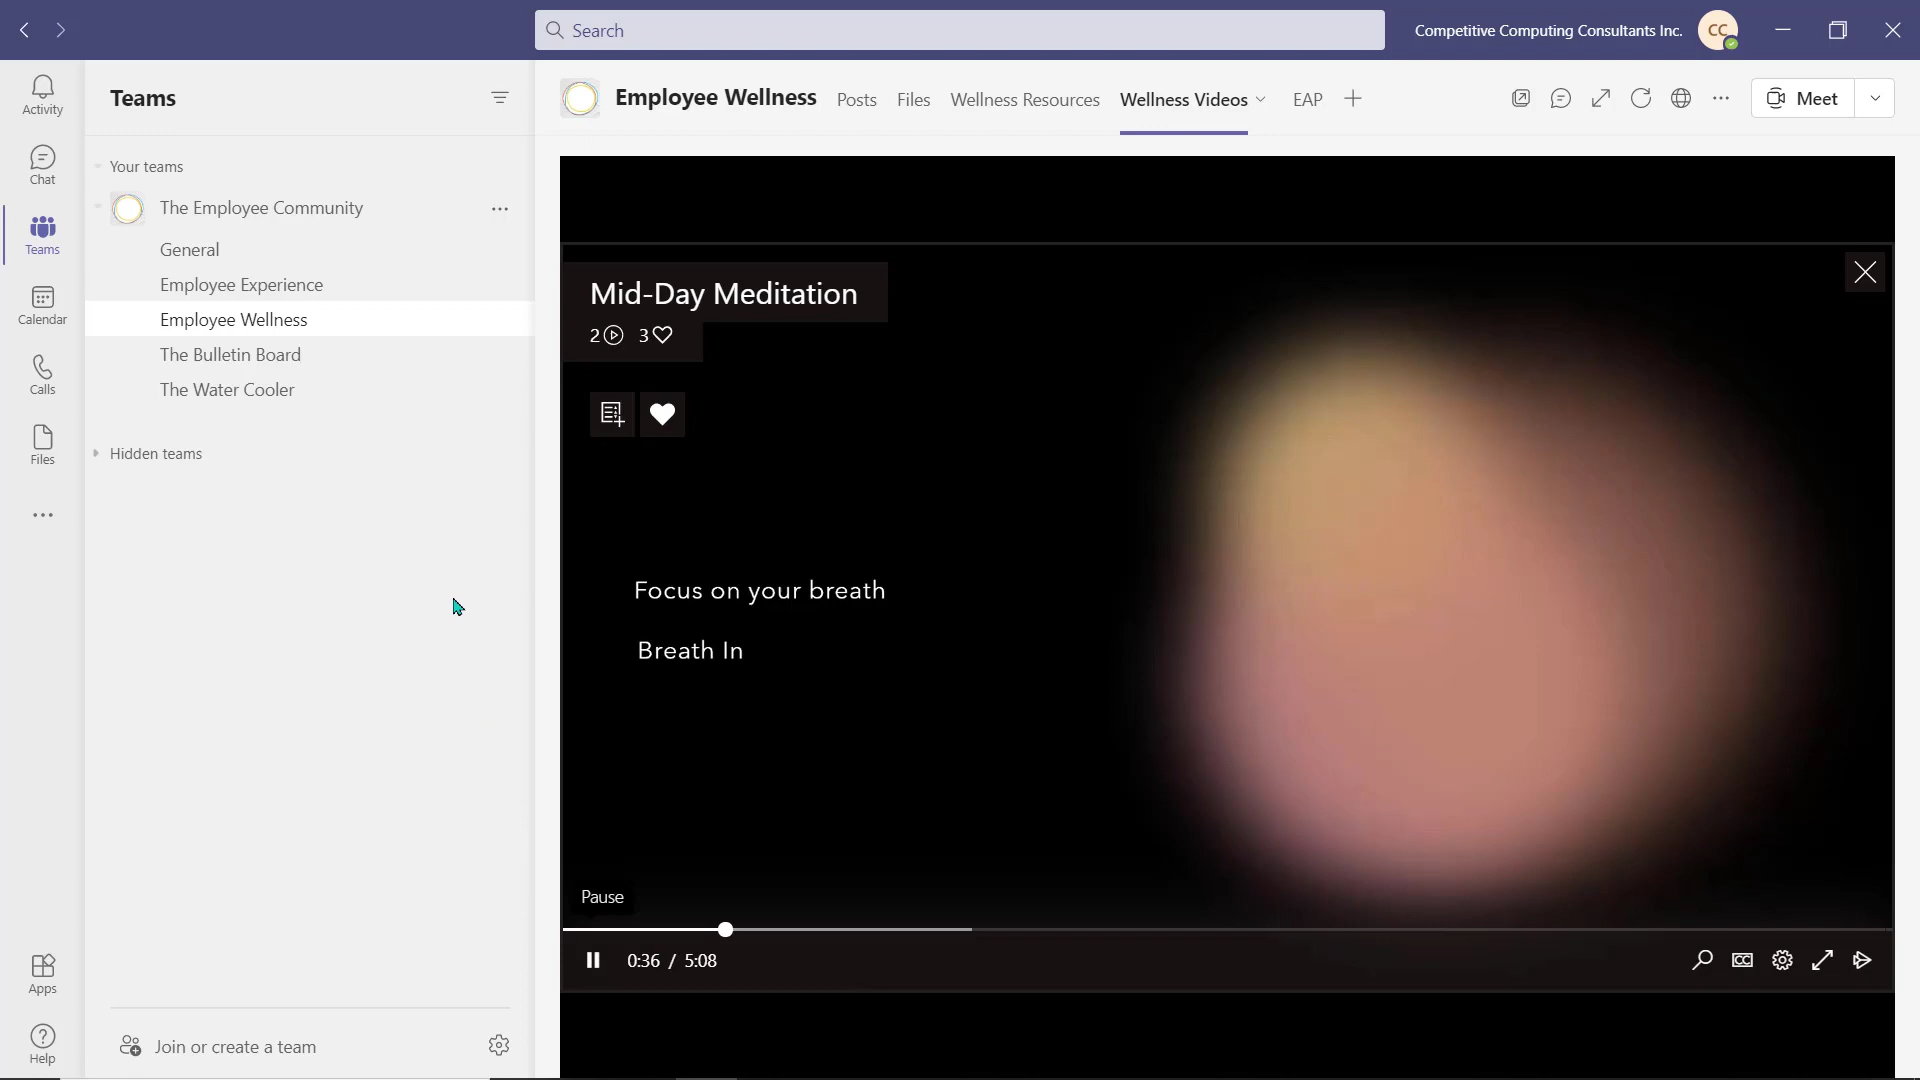 Search
Competitive Computing Consultants Inc.
CC
Activity
Chat
Teams
Calendar
Calls
Files
Apps
Help
Teams
Your teams
The Employee Community
General
Employee Experience
Employee Wellness
The Bulletin Board
The Water Cooler
Hidden teams
Join or create a team
Employee Wellness
Posts
Files
Wellness Resources
Wellness Videos
EAP
Meet
Mid-Day Meditation
2 3
Focus on your breath
Breath In
Pause
0:36 / 5:08
CC